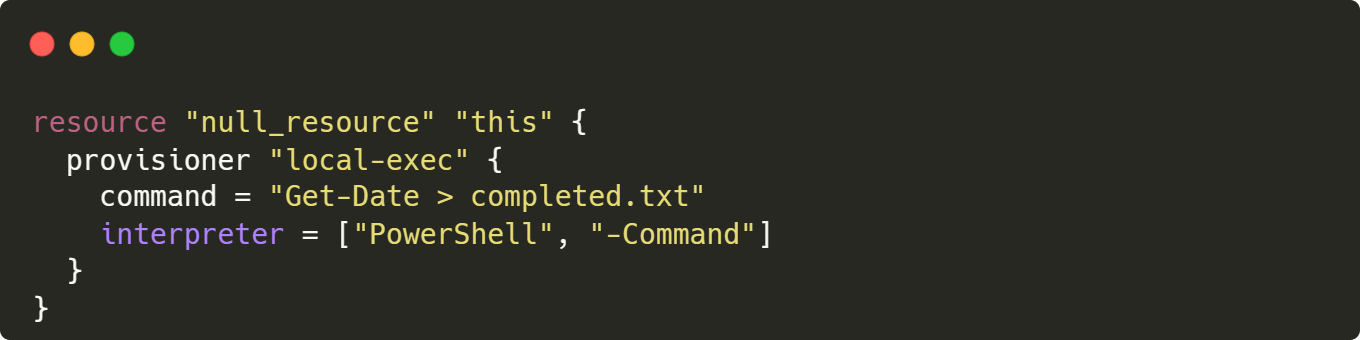 resource "null_resource" "this" {
  provisioner "local-exec" {
    command = "Get-Date > completed.txt"
    interpreter = ["PowerShell", "-Command"]
  }
}